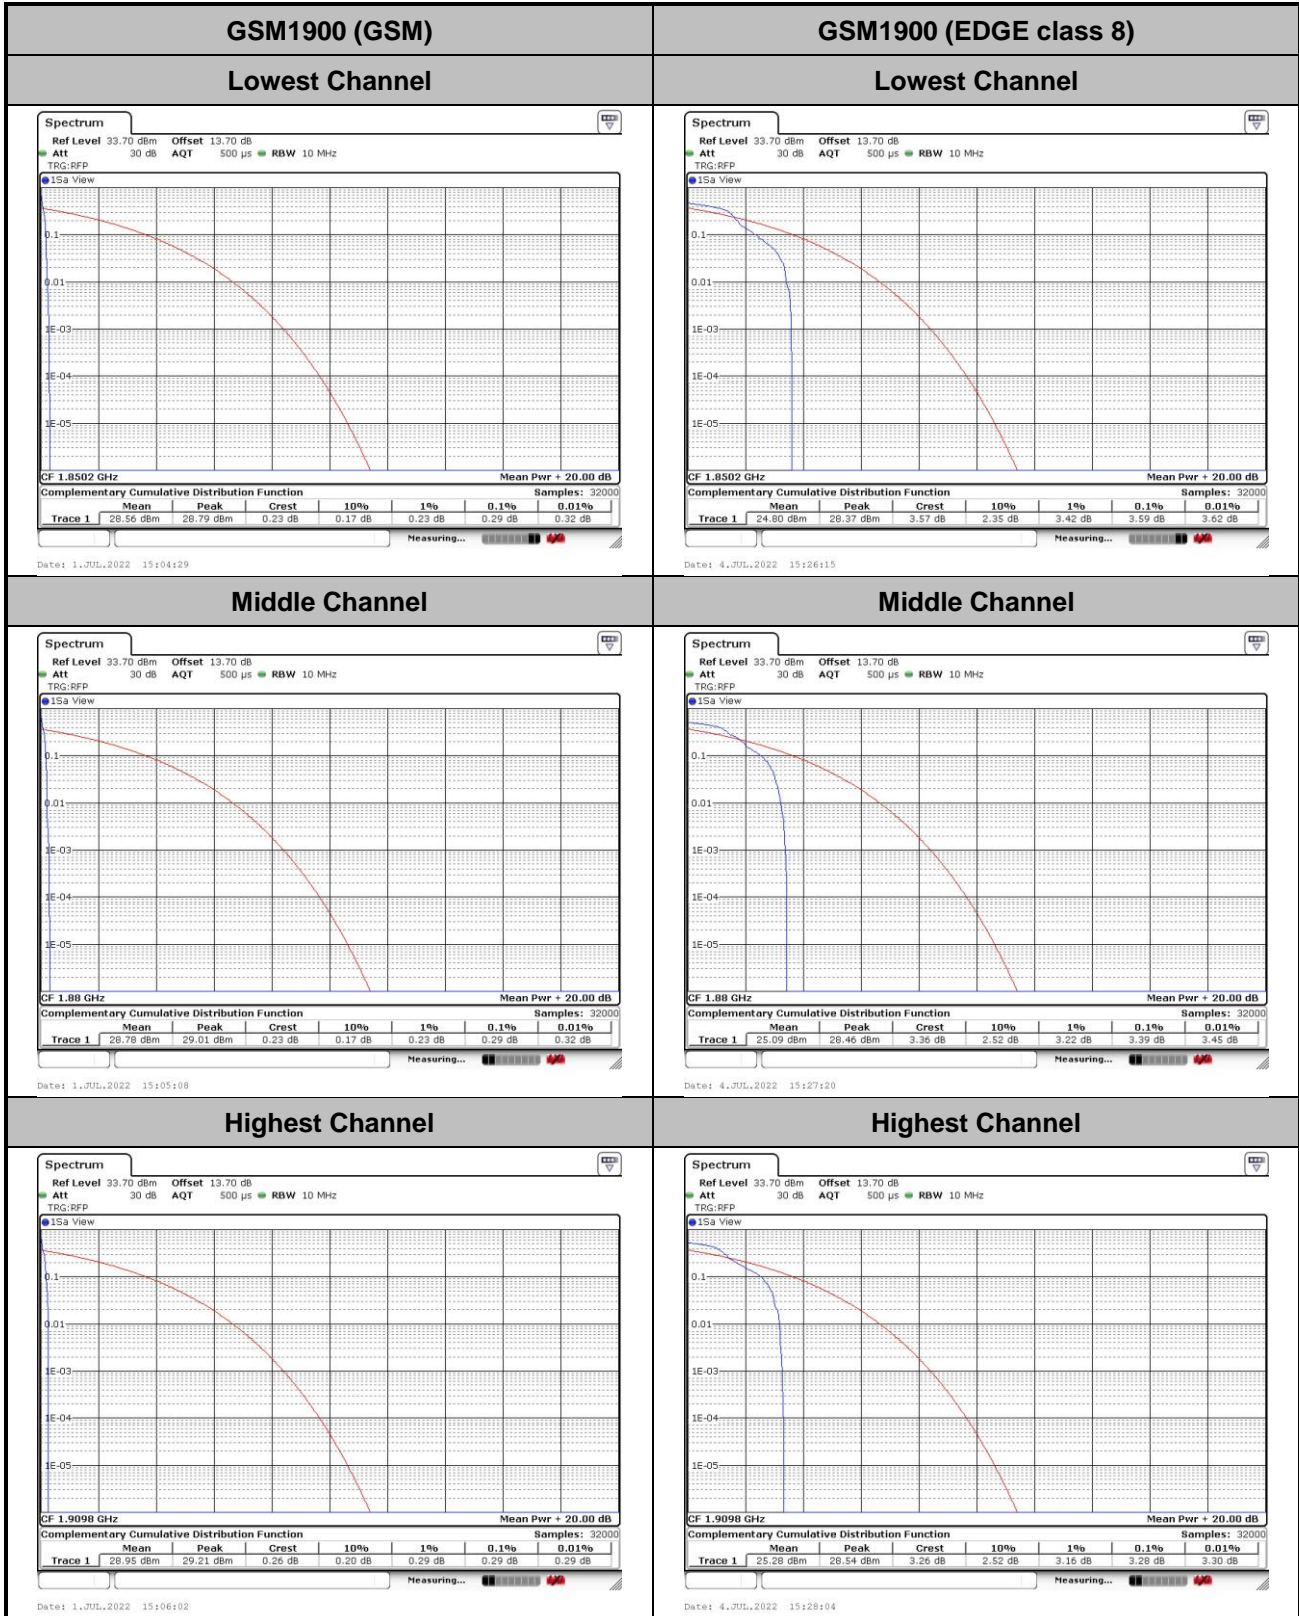 GSM1900 (GSM) GSM1900 (EDGE class 8)
Lowest Channel Lowest Channel
Spectrum
Ref Level 33.70 dBm Offset 13.70 dB
Att 30 dB AQT 500 µs RBW 10 MHz
TRG:RFP
1Sa View
0.1
0.01
1E-03
1E-04
1E-05
CF 1.8502 GHz Mean Pwr + 20.00 dB
Complementary Cumulative Distribution Function Samples: 32000
Mean Peak Crest 10% 1% 0.1% 0.01%
Trace 1 28.56 dBm 28.79 dBm 0.23 dB 0.17 dB 0.23 dB 0.29 dB 0.32 dB
Measuring...
Date: 1.JUL.2022 15:04:29
Spectrum
Ref Level 33.70 dBm Offset 13.70 dB
Att 30 dB AQT 500 µs RBW 10 MHz
TRG:RFP
1Sa View
0.1
0.01
1E-03
1E-04
1E-05
CF 1.8502 GHz Mean Pwr + 20.00 dB
Complementary Cumulative Distribution Function Samples: 32000
Mean Peak Crest 10% 1% 0.1% 0.01%
Trace 1 24.80 dBm 28.37 dBm 3.57 dB 2.35 dB 3.42 dB 3.59 dB 3.62 dB
Measuring...
Date: 4.JUL.2022 15:26:15
Middle Channel Middle Channel
Spectrum
Ref Level 33.70 dBm Offset 13.70 dB
Att 30 dB AQT 500 µs RBW 10 MHz
TRG:RFP
1Sa View
0.1
0.01
1E-03
1E-04
1E-05
CF 1.88 GHz Mean Pwr + 20.00 dB
Complementary Cumulative Distribution Function Samples: 32000
Mean Peak Crest 10% 1% 0.1% 0.01%
Trace 1 28.78 dBm 29.01 dBm 0.23 dB 0.17 dB 0.23 dB 0.29 dB 0.32 dB
Measuring...
Date: 1.JUL.2022 15:05:08
Spectrum
Ref Level 33.70 dBm Offset 13.70 dB
Att 30 dB AQT 500 µs RBW 10 MHz
TRG:RFP
1Sa View
0.1
0.01
1E-03
1E-04
1E-05
CF 1.88 GHz Mean Pwr + 20.00 dB
Complementary Cumulative Distribution Function Samples: 32000
Mean Peak Crest 10% 1% 0.1% 0.01%
Trace 1 25.09 dBm 28.46 dBm 3.36 dB 2.52 dB 3.22 dB 3.39 dB 3.45 dB
Measuring...
Date: 4.JUL.2022 15:27:20
Highest Channel Highest Channel
Spectrum
Ref Level 33.70 dBm Offset 13.70 dB
Att 30 dB AQT 500 µs RBW 10 MHz
TRG:RFP
1Sa View
0.1
0.01
1E-03
1E-04
1E-05
CF 1.9098 GHz Mean Pwr + 20.00 dB
Complementary Cumulative Distribution Function Samples: 32000
Mean Peak Crest 10% 1% 0.1% 0.01%
Trace 1 28.95 dBm 29.21 dBm 0.26 dB 0.20 dB 0.29 dB 0.29 dB 0.29 dB
Measuring...
Date: 1.JUL.2022 15:06:02
Spectrum
Ref Level 33.70 dBm Offset 13.70 dB
Att 30 dB AQT 500 µs RBW 10 MHz
TRG:RFP
1Sa View
0.1
0.01
1E-03
1E-04
1E-05
CF 1.9098 GHz Mean Pwr + 20.00 dB
Complementary Cumulative Distribution Function Samples: 32000
Mean Peak Crest 10% 1% 0.1% 0.01%
Trace 1 25.28 dBm 28.54 dBm 3.26 dB 2.52 dB 3.16 dB 3.28 dB 3.30 dB
Measuring...
Date: 4.JUL.2022 15:28:04